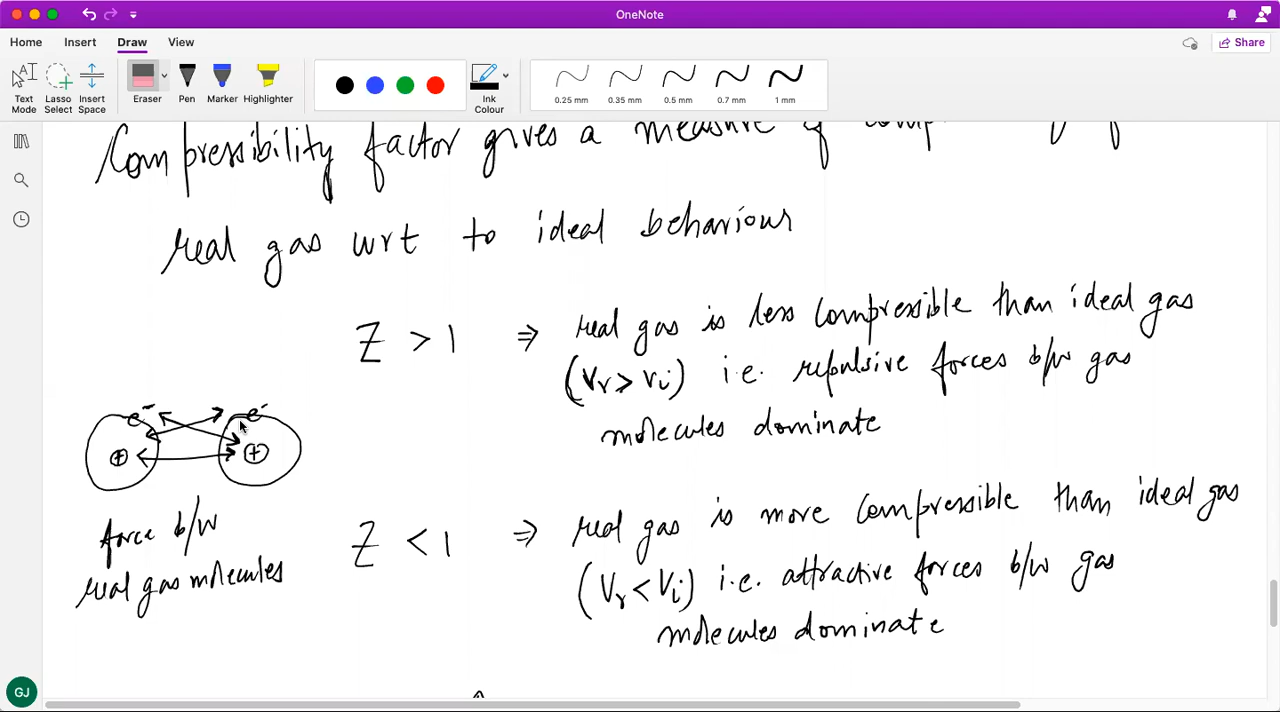 OneNote
Home Insert Draw View
Share
Text Mode
Lasso Select
Insert Space
Eraser
Pen
Marker
Highlighter
Ink Colour
0.25 mm 0.35 mm 0.5 mm 0.7 mm 1 mm
Compressibility factor gives a measure of
real gas wrt to ideal behaviour
Z > 1 ⇒ real gas is less compressible than ideal gas
(Vr > Vi) i.e. repulsive forces b/w gas
molecules dominate
e⁻ e⁻
+ +
force b/w
real gas molecules
Z < 1 ⇒ real gas is more compressible than ideal gas
(Vr < Vi) i.e. attractive forces b/w gas
molecules dominate
GJ